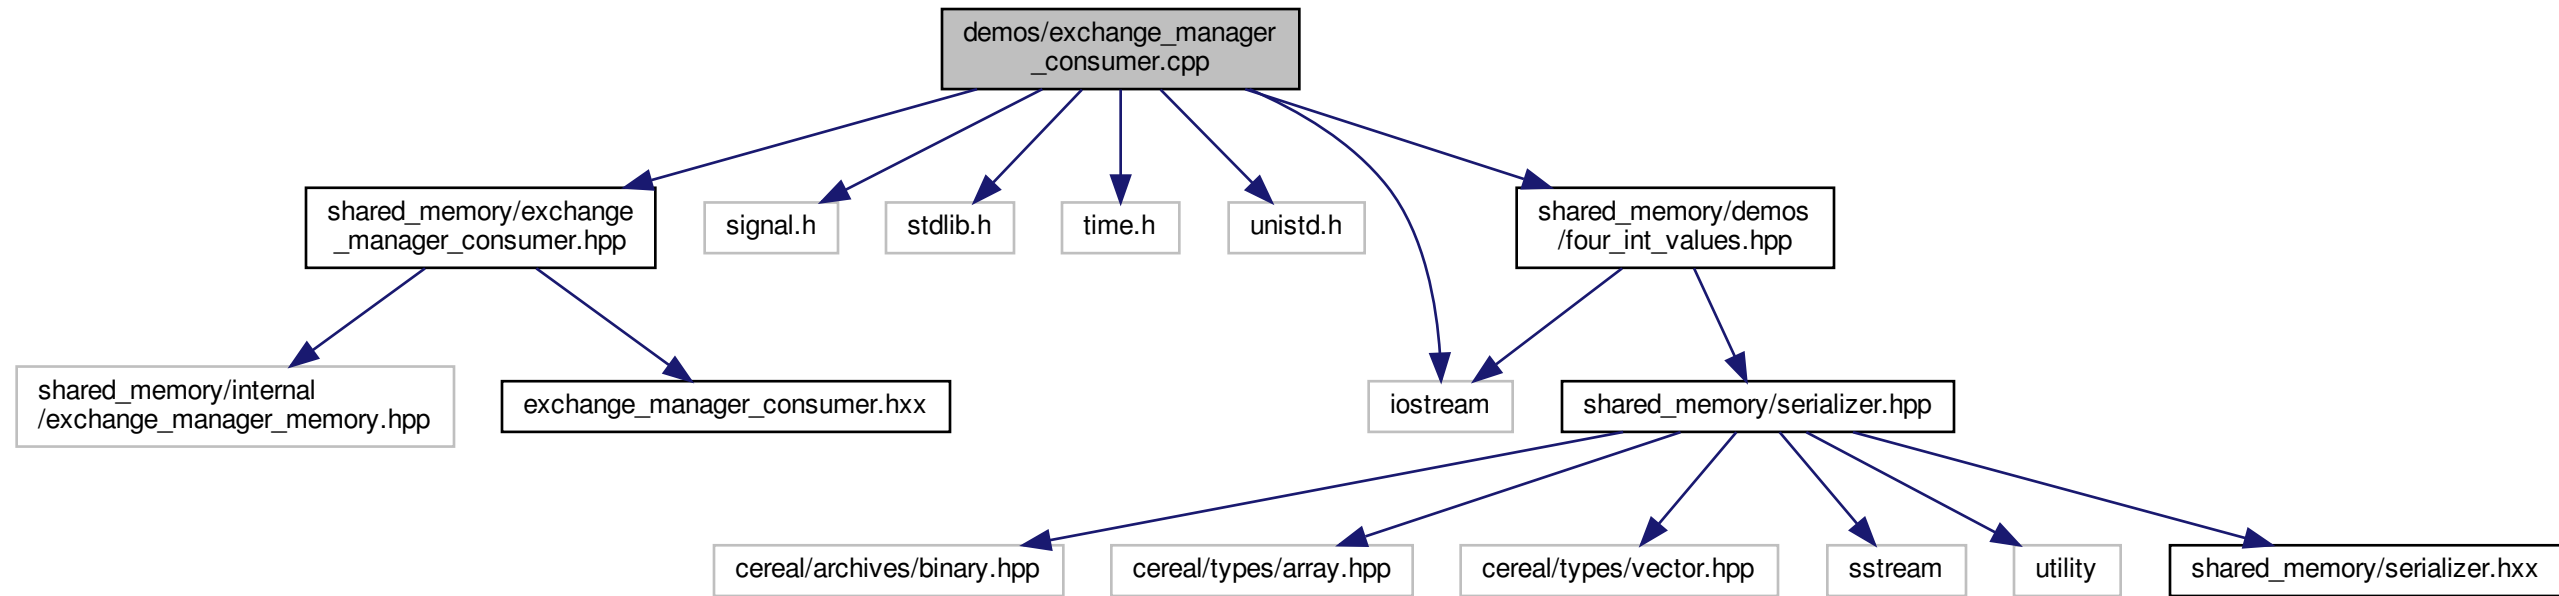 demos/exchange_manager
_consumer.cpp
shared_memory/exchange
_manager_consumer.hpp
signal.h
stdlib.h
time.h
unistd.h
shared_memory/demos
/four_int_values.hpp
shared_memory/internal
/exchange_manager_memory.hpp
exchange_manager_consumer.hxx
iostream
shared_memory/serializer.hpp
cereal/archives/binary.hpp
cereal/types/array.hpp
cereal/types/vector.hpp
sstream
utility
shared_memory/serializer.hxx